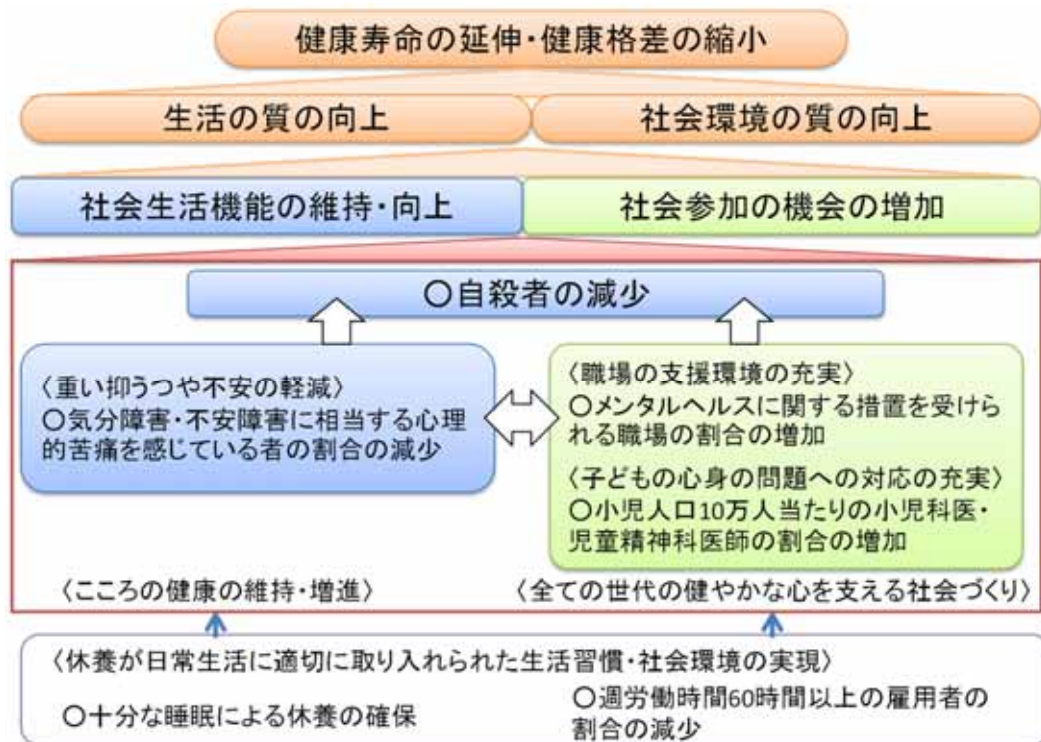 健康寿命の延伸・健康格差の縮小
生活の質の向上
社会環境の質の向上
社会生活機能の維持・向上
社会参加の機会の増加
○自殺者の減少
〈重い抑うつや不安の軽減〉
○気分障害・不安障害に相当する心理
的苦痛を感じている者の割合の減少
〈職場の支援環境の充実〉
○メンタルヘルスに関する措置を受けら
れる職場の割合の増加
〈子どもの心身の問題への対応の充実〉
○小児人口10万人当たりの小児科医・
児童精神科医師の割合の増加
〈こころの健康の維持・増進〉
〈全ての世代の健やかな心を支える社会づくり〉
〈休養が日常生活に適切に取り入れられた生活習慣・社会環境の実現〉
○十分な睡眠による休養の確保
○週労働時間60時間以上の雇用者の
割合の減少